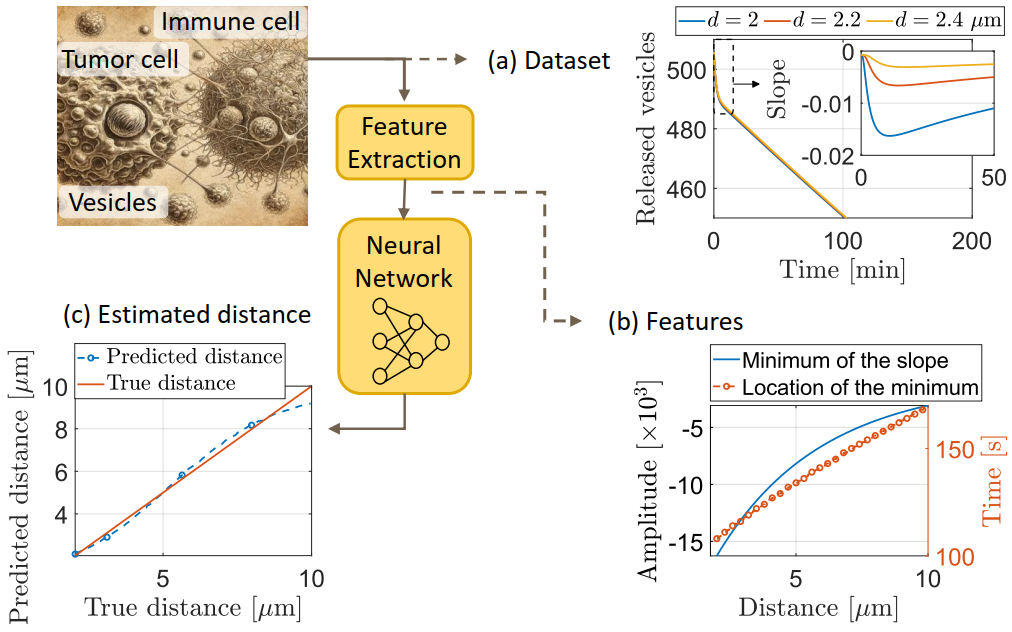 Immune cell
Tumor cell
Vesicles
(a) Dataset
Feature
Extraction
Neural
Network
d = 2 d = 2.2 d = 2.4 μm
Released vesicles
500
480
460
0 100 200
Time [min]
Slope
0
-0.01
-0.02
0 50
(c) Estimated distance
Predicted distance
True distance
Predicted distance [μm]
10
8
6
4
5 10
True distance [μm]
(b) Features
Minimum of the slope
Location of the minimum
Amplitude [×10³]
-5
-10
-15
150
100
Time [s]
5 10
Distance [μm]